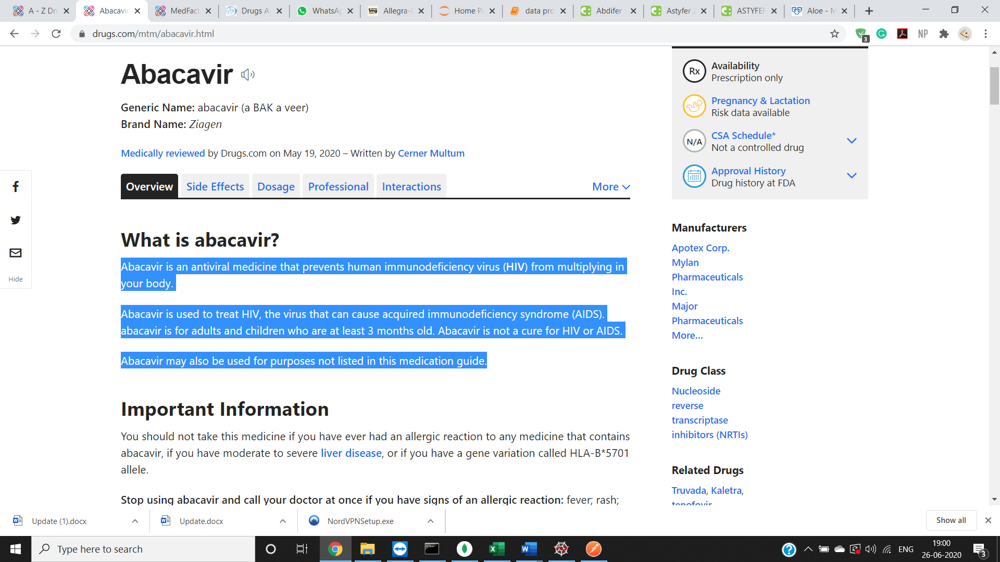 A - Z Dr
Abacavir
MedFact
Drugs A
WhatsAp
1mg
Allegra-
Home P
data pro
Abdifer
Astyfer
ASTYFER
Aloe - M
drugs.com/mtm/abacavir.html
3
NP
Abacavir
Generic Name: abacavir (a BAK a veer)
Brand Name: Ziagen
Medically reviewed by Drugs.com on May 19, 2020 – Written by Cerner Multum
Overview
Side Effects
Dosage
Professional
Interactions
More
Hide
What is abacavir?
Abacavir is an antiviral medicine that prevents human immunodeficiency virus (HIV) from multiplying in
your body.
Abacavir is used to treat HIV, the virus that can cause acquired immunodeficiency syndrome (AIDS).
abacavir is for adults and children who are at least 3 months old. Abacavir is not a cure for HIV or AIDS.
Abacavir may also be used for purposes not listed in this medication guide.
Important Information
You should not take this medicine if you have ever had an allergic reaction to any medicine that contains
abacavir, if you have moderate to severe liver disease, or if you have a gene variation called HLA-B*5701
allele.
Stop using abacavir and call your doctor at once if you have signs of an allergic reaction: fever; rash;
Rx
Availability
Prescription only
Pregnancy & Lactation
Risk data available
N/A
CSA Schedule*
Not a controlled drug
Approval History
Drug history at FDA
Manufacturers
Apotex Corp.
Mylan
Pharmaceuticals
Inc.
Major
Pharmaceuticals
More...
Drug Class
Nucleoside
reverse
transcriptase
inhibitors (NRTIs)
Related Drugs
Truvada, Kaletra,
tenofovir
Update (1).docx
Update.docx
NordVPNSetup.exe
Show all
Type here to search
ENG
19:00
26-06-2020
3